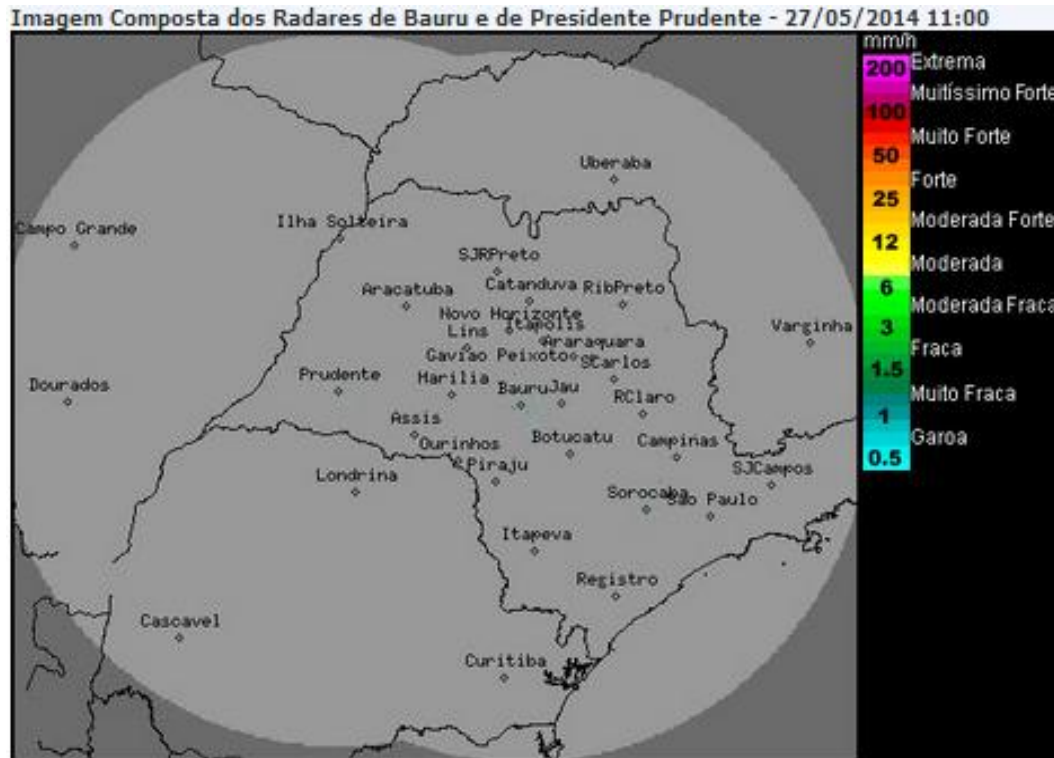 Imagem Composta dos Radares de Bauru e de Presidente Prudente - 27/05/2014 11:00
mm/h
200 Extrema
Muitíssimo Forte
100
Muito Forte
50
Forte
25
Moderada Forte
12
Moderada
6
Moderada Fraca
3
Fraca
1.5
Muito Fraca
1
Garoa
0.5
Uberaba
Campo Grande
Ilha Solteira
SJRPreto
Aracatuba
Catanduva
RibPreto
Novo Horizonte
Itapolis
Lins
Araraquara
Varginha
Gaviao Peixoto
SCarlos
Dourados
Prudente
Marilia
Bauru
Jau
RClaro
Assis
Ourinhos
Botucatu
Campinas
Piraju
Londrina
SJCampos
Sorocaba
Sao Paulo
Itapeva
Registro
Cascavel
Curitiba